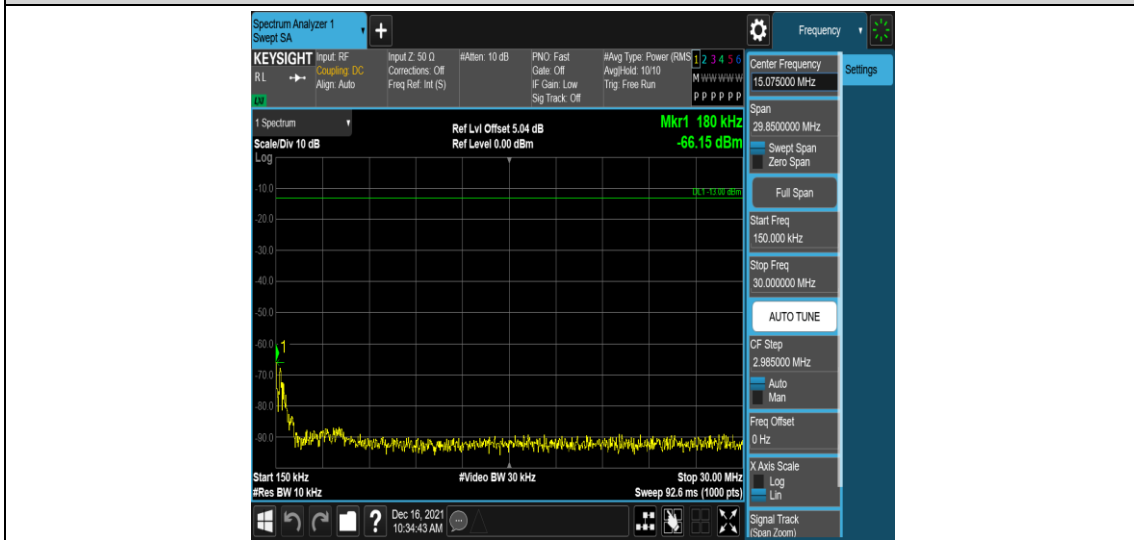 Spectrum Analyzer 1
Swept SA
+
Frequency
KEYSIGHT
RL
LXI
Input: RF
Coupling: DC
Align: Auto
Input Z: 50 Ω
Corrections: Off
Freq Ref: Int (S)
#Atten: 10 dB
PNO: Fast
Gate: Off
IF Gain: Low
Sig Track: Off
#Avg Type: Power (RMS
Avg|Hold: 10/10
Trig: Free Run
1 2 3 4 5 6
M W W W W W
P P P P P P
Center Frequency
15.075000 MHz
Settings
Span
29.8500000 MHz
Swept Span
Zero Span
Full Span
Start Freq
150.000 kHz
Stop Freq
30.000000 MHz
AUTO TUNE
CF Step
2.985000 MHz
Auto
Man
Freq Offset
0 Hz
X Axis Scale
Log
Lin
Signal Track
(Span Zoom)
1 Spectrum
Scale/Div 10 dB
Log
Ref Lvl Offset 5.04 dB
Ref Level 0.00 dBm
Mkr1 180 kHz
-66.15 dBm
DL1 -13.00 dBm
-10.0
-20.0
-30.0
-40.0
-50.0
-60.0
1
-70.0
-80.0
-90.0
Start 150 kHz
#Res BW 10 kHz
#Video BW 30 kHz
Stop 30.00 MHz
Sweep 92.6 ms (1000 pts)
?
Dec 16, 2021
10:34:43 AM